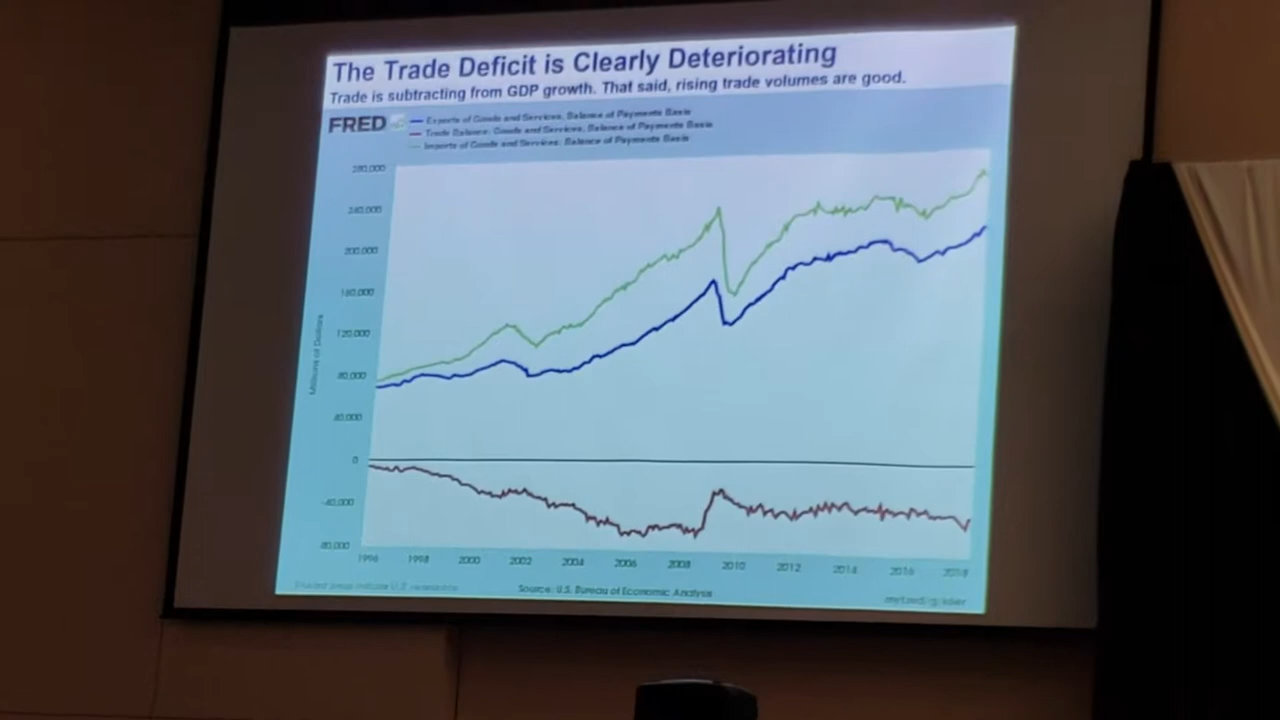 The Trade Deficit is Clearly Deteriorating
Trade is subtracting from GDP growth. That said, rising trade volumes are good.
FRED
Exports of Goods and Services, Balance of Payments Basis
Trade Balance: Goods and Services, Balance of Payments Basis
Imports of Goods and Services: Balance of Payments Basis
280,000
240,000
200,000
160,000
120,000
80,000
40,000
0
-40,000
-80,000
Millions of Dollars
1996 1998 2000 2002 2004 2006 2008 2010 2012 2014 2016 2018
Shaded areas indicate U.S. recessions
Source: U.S. Bureau of Economic Analysis